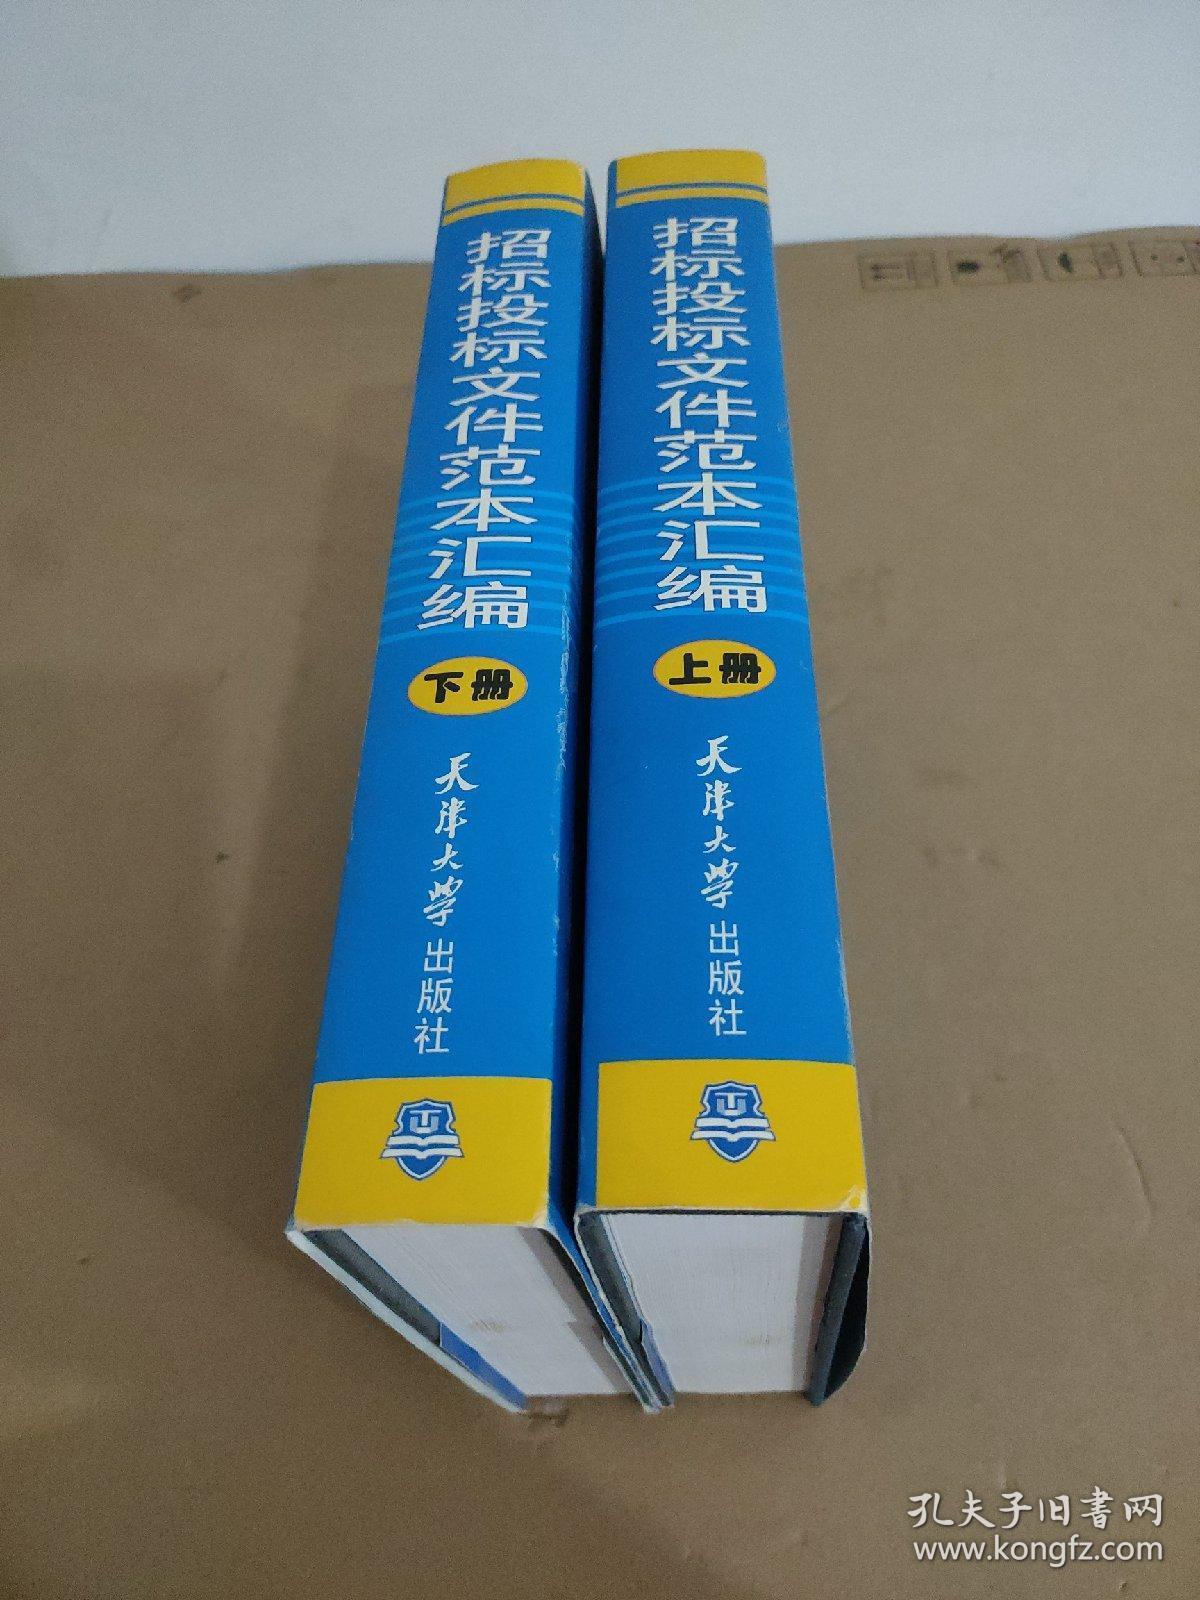 招标投标文件范本汇编
下册
天津大学出版社
TU
招标投标文件范本汇编
上册
天津大学出版社
TU
孔夫子旧书网
www.kongfz.com